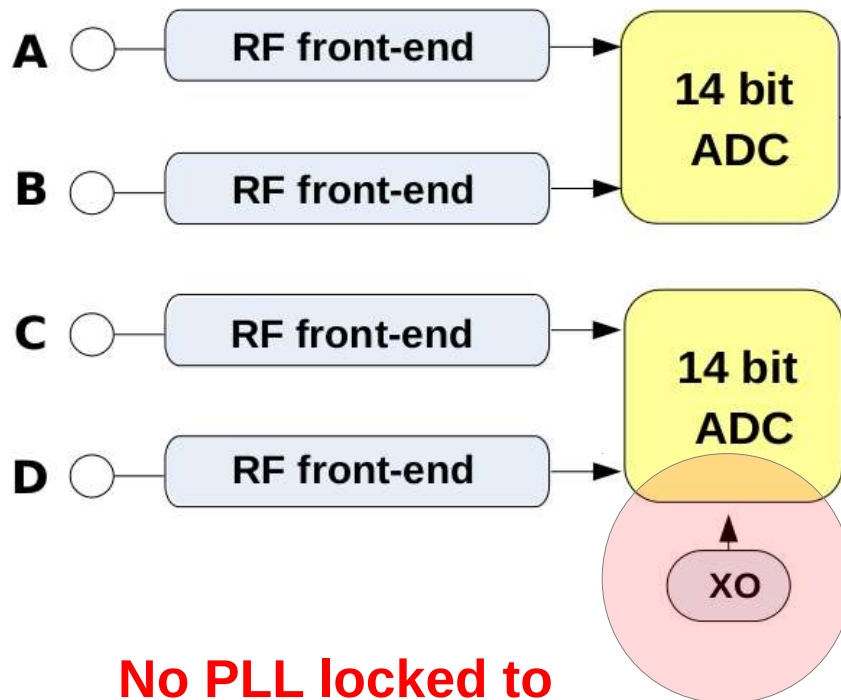 A RF front-end
14 bit
ADC
B RF front-end
C RF front-end
14 bit
ADC
D RF front-end
XO
No PLL locked to